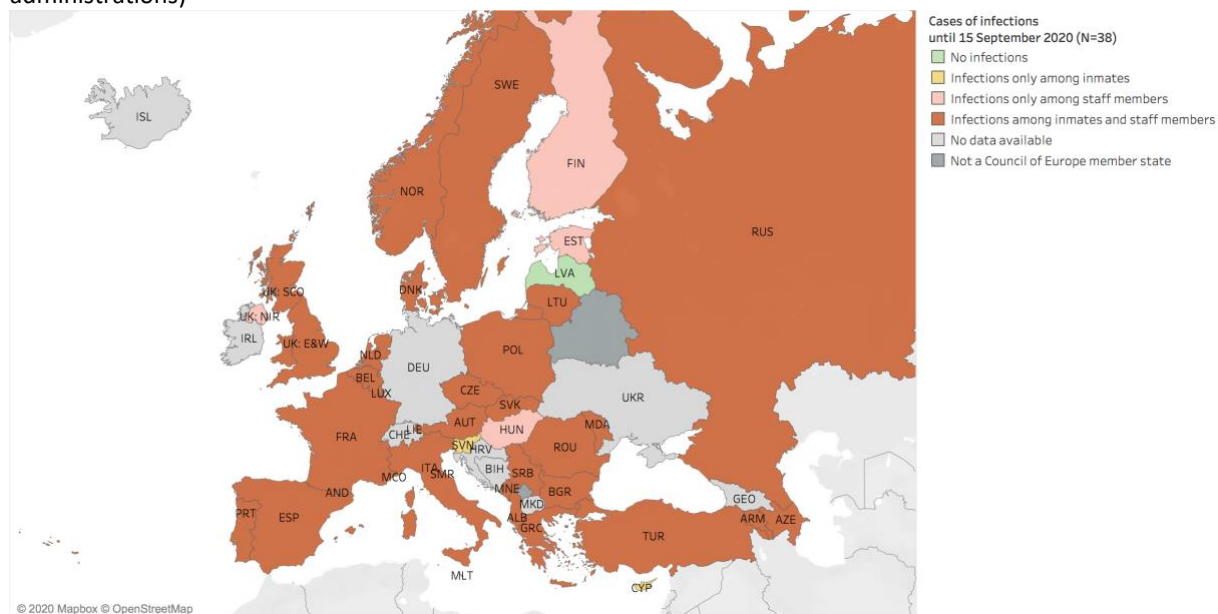 administrations)
Cases of infections
until 15 September 2020 (N=38)
No infections
Infections only among inmates
Infections only among staff members
Infections among inmates and staff members
No data available
Not a Council of Europe member state
ISL
SWE
FIN
NOR
RUS
EST
LVA
UK: SCO
DNK
LTU
UK: NIR
IRL
UK: E&W
NLD
POL
BEL
DEU
LUX
CZE
UKR
SVK
AUT
MDA
LIE
CHE
HUN
FRA
SVN
HRV
ROU
BIH
ITA
SRB
SMR
MCO
MNE
BGR
AND
MKD
GEO
PRT
ESP
ALB
GRC
ARM
AZE
TUR
MLT
CYP
© 2020 Mapbox © OpenStreetMap